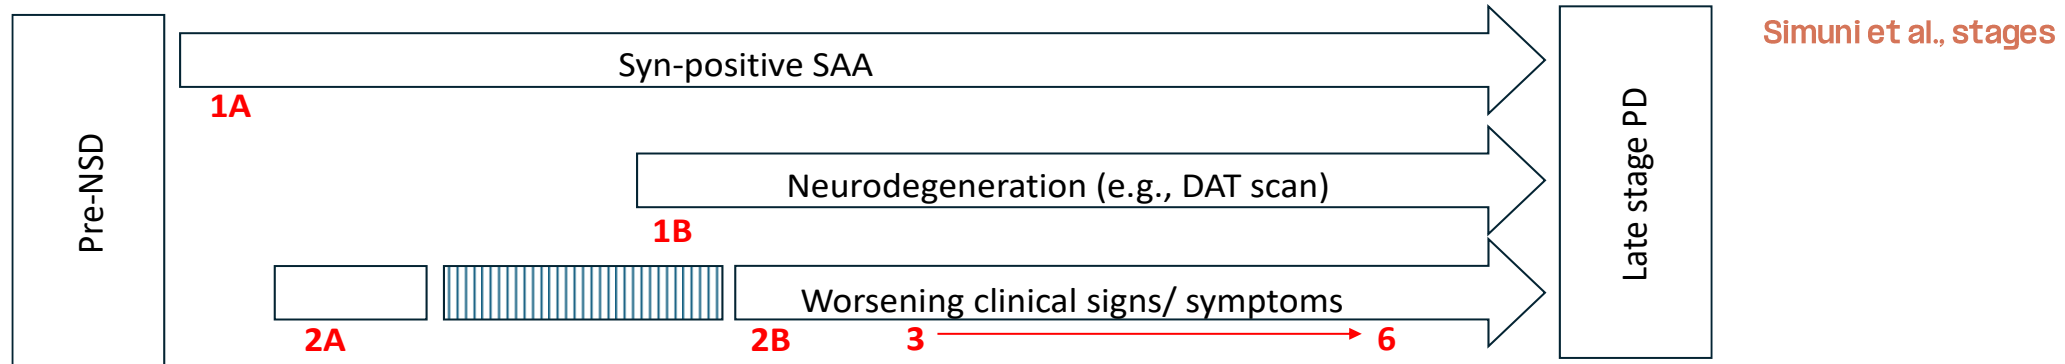 Simuni et al., stages
Pre-NSD
Syn-positive SAA
1A
Neurodegeneration (e.g., DAT scan)
1B
Worsening clinical signs/ symptoms
2A
2B
3
6
Late stage PD